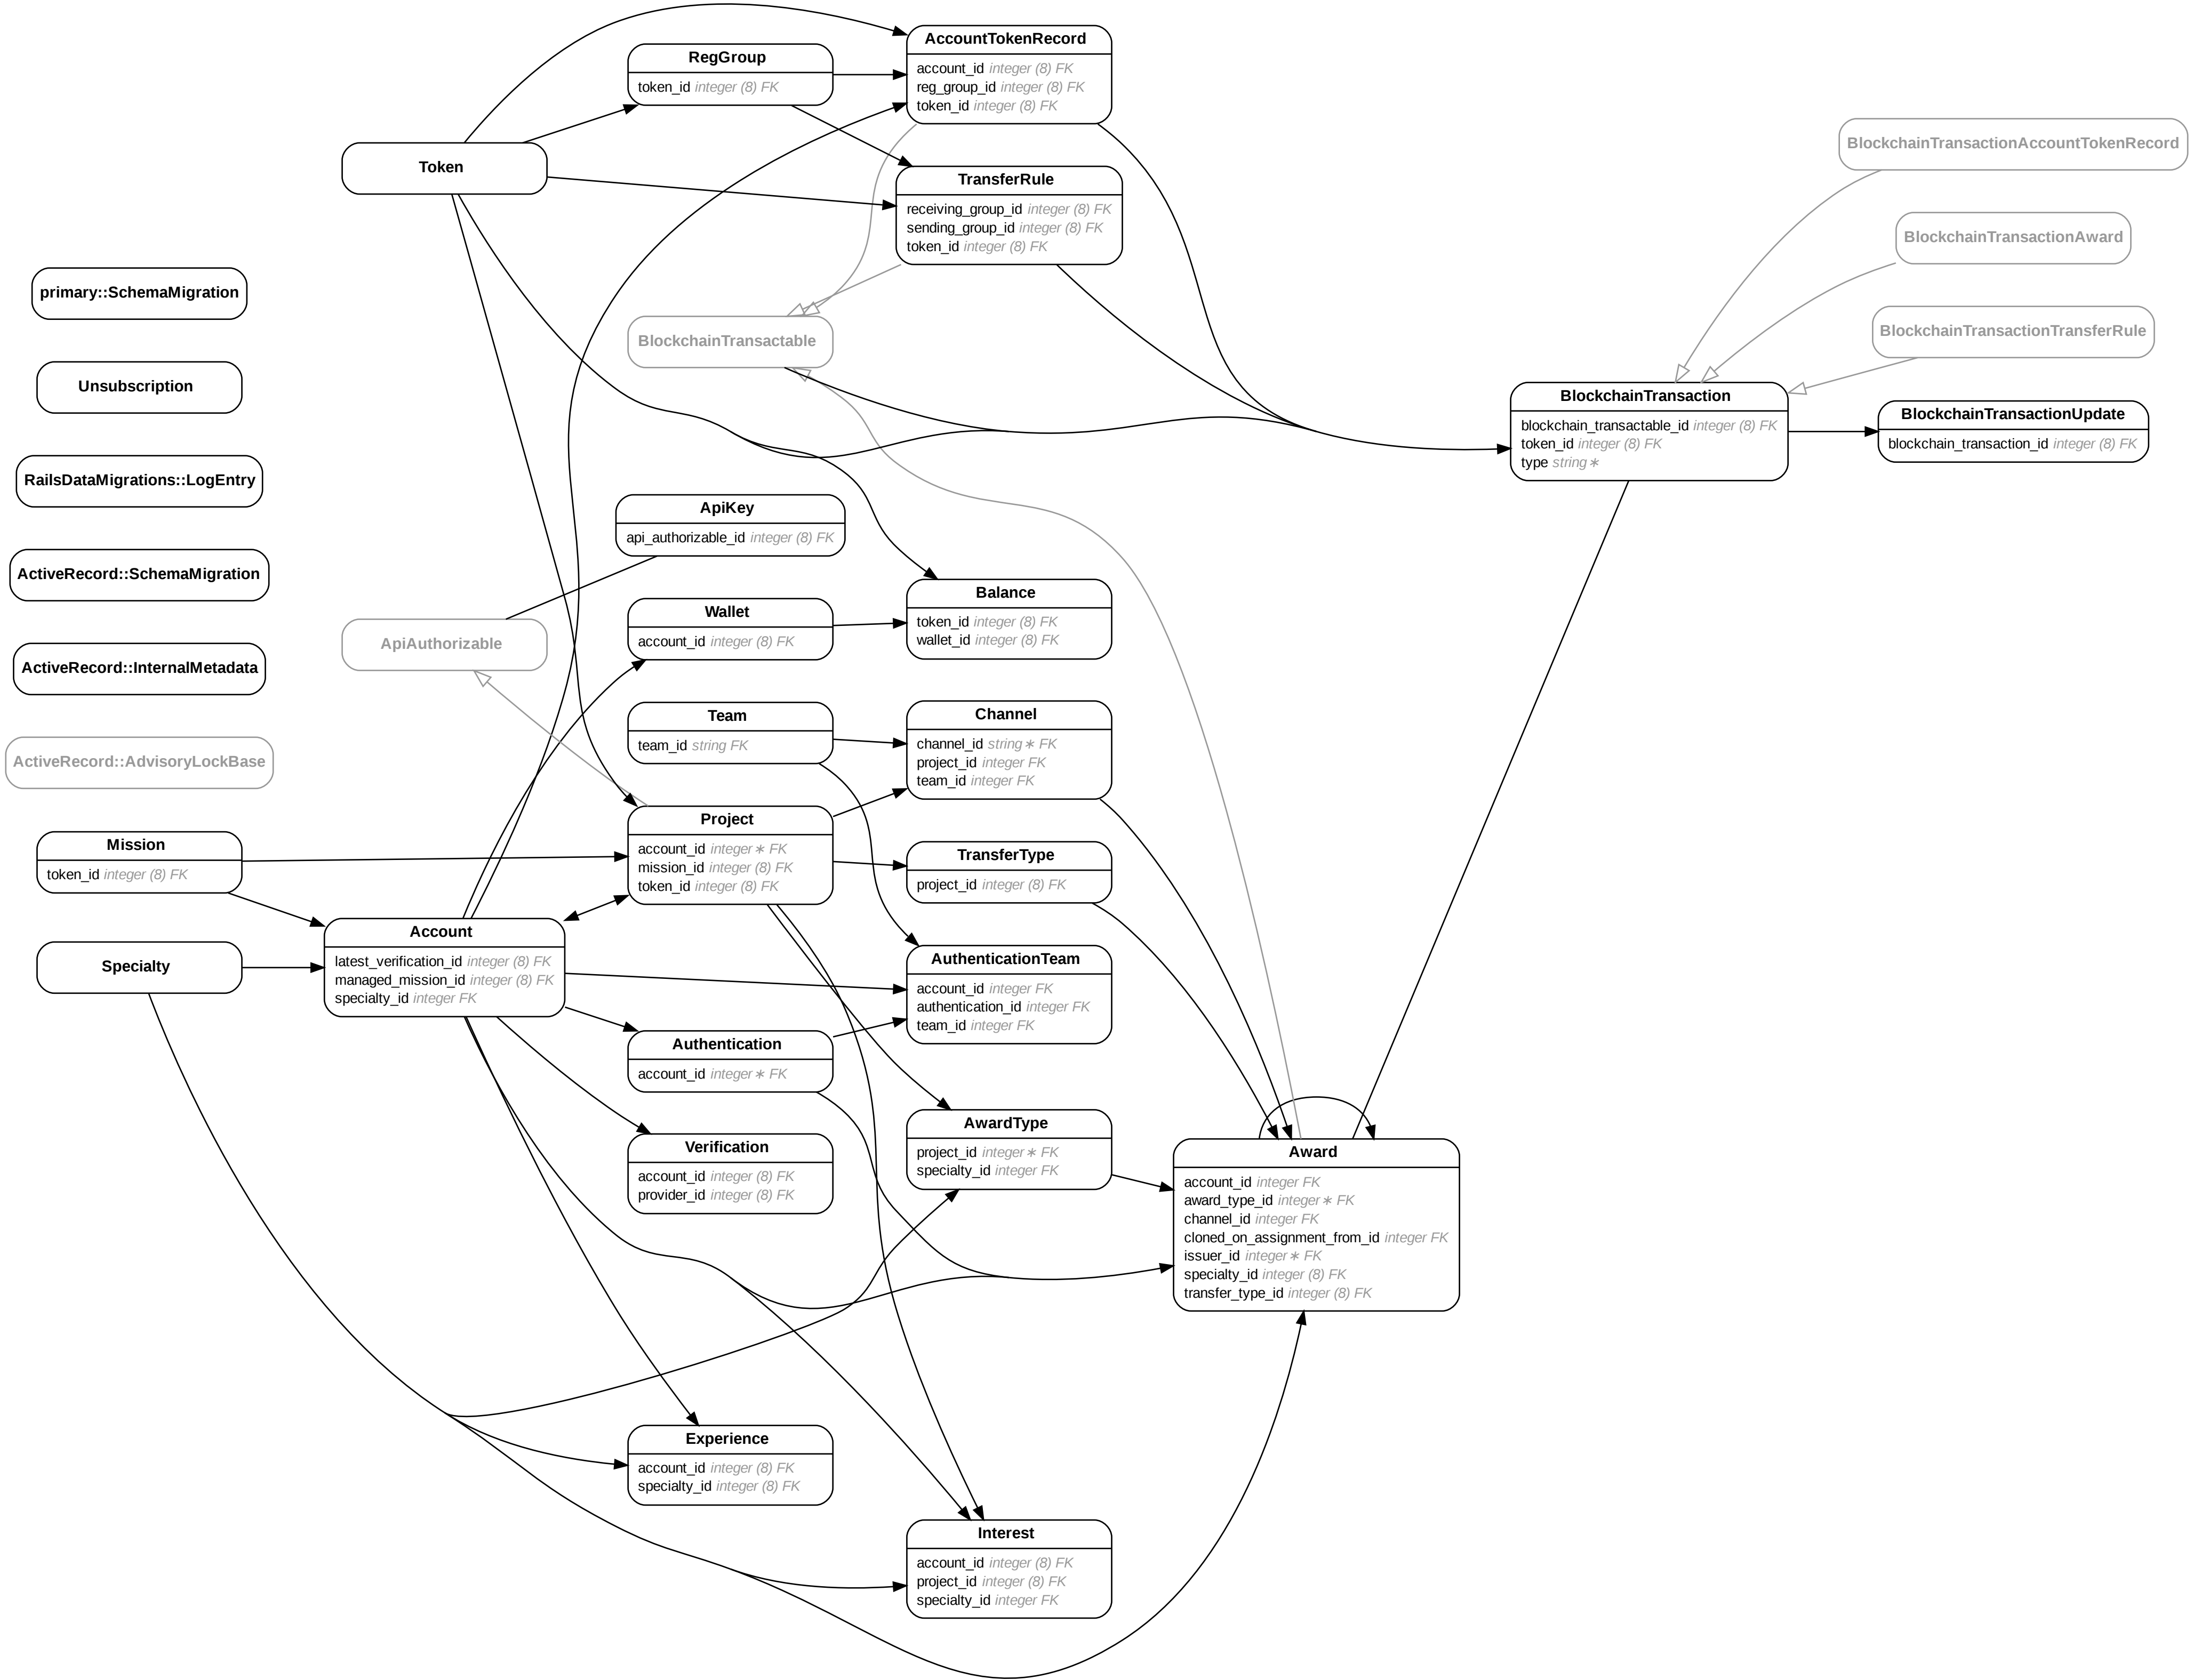 AccountTokenRecord
account_id integer (8) FK
reg_group_id integer (8) FK
token_id integer (8) FK
RegGroup
token_id integer (8) FK
Token
TransferRule
receiving_group_id integer (8) FK
sending_group_id integer (8) FK
token_id integer (8) FK
BlockchainTransactionAccountTokenRecord
BlockchainTransactionAward
BlockchainTransactionTransferRule
primary::SchemaMigration
Unsubscription
RailsDataMigrations::LogEntry
ActiveRecord::SchemaMigration
ActiveRecord::InternalMetadata
ActiveRecord::AdvisoryLockBase
BlockchainTransactable
BlockchainTransaction
blockchain_transactable_id integer (8) FK
token_id integer (8) FK
type string∗
BlockchainTransactionUpdate
blockchain_transaction_id integer (8) FK
ApiKey
api_authorizable_id integer (8) FK
ApiAuthorizable
Wallet
account_id integer (8) FK
Balance
token_id integer (8) FK
wallet_id integer (8) FK
Team
team_id string FK
Channel
channel_id string∗ FK
project_id integer FK
team_id integer FK
Mission
token_id integer (8) FK
Project
account_id integer∗ FK
mission_id integer (8) FK
token_id integer (8) FK
TransferType
project_id integer (8) FK
Specialty
Account
latest_verification_id integer (8) FK
managed_mission_id integer (8) FK
specialty_id integer FK
AuthenticationTeam
account_id integer FK
authentication_id integer FK
team_id integer FK
Authentication
account_id integer∗ FK
Verification
account_id integer (8) FK
provider_id integer (8) FK
AwardType
project_id integer∗ FK
specialty_id integer FK
Award
account_id integer FK
award_type_id integer∗ FK
channel_id integer FK
cloned_on_assignment_from_id integer FK
issuer_id integer∗ FK
specialty_id integer (8) FK
transfer_type_id integer (8) FK
Experience
account_id integer (8) FK
specialty_id integer (8) FK
Interest
account_id integer (8) FK
project_id integer (8) FK
specialty_id integer FK